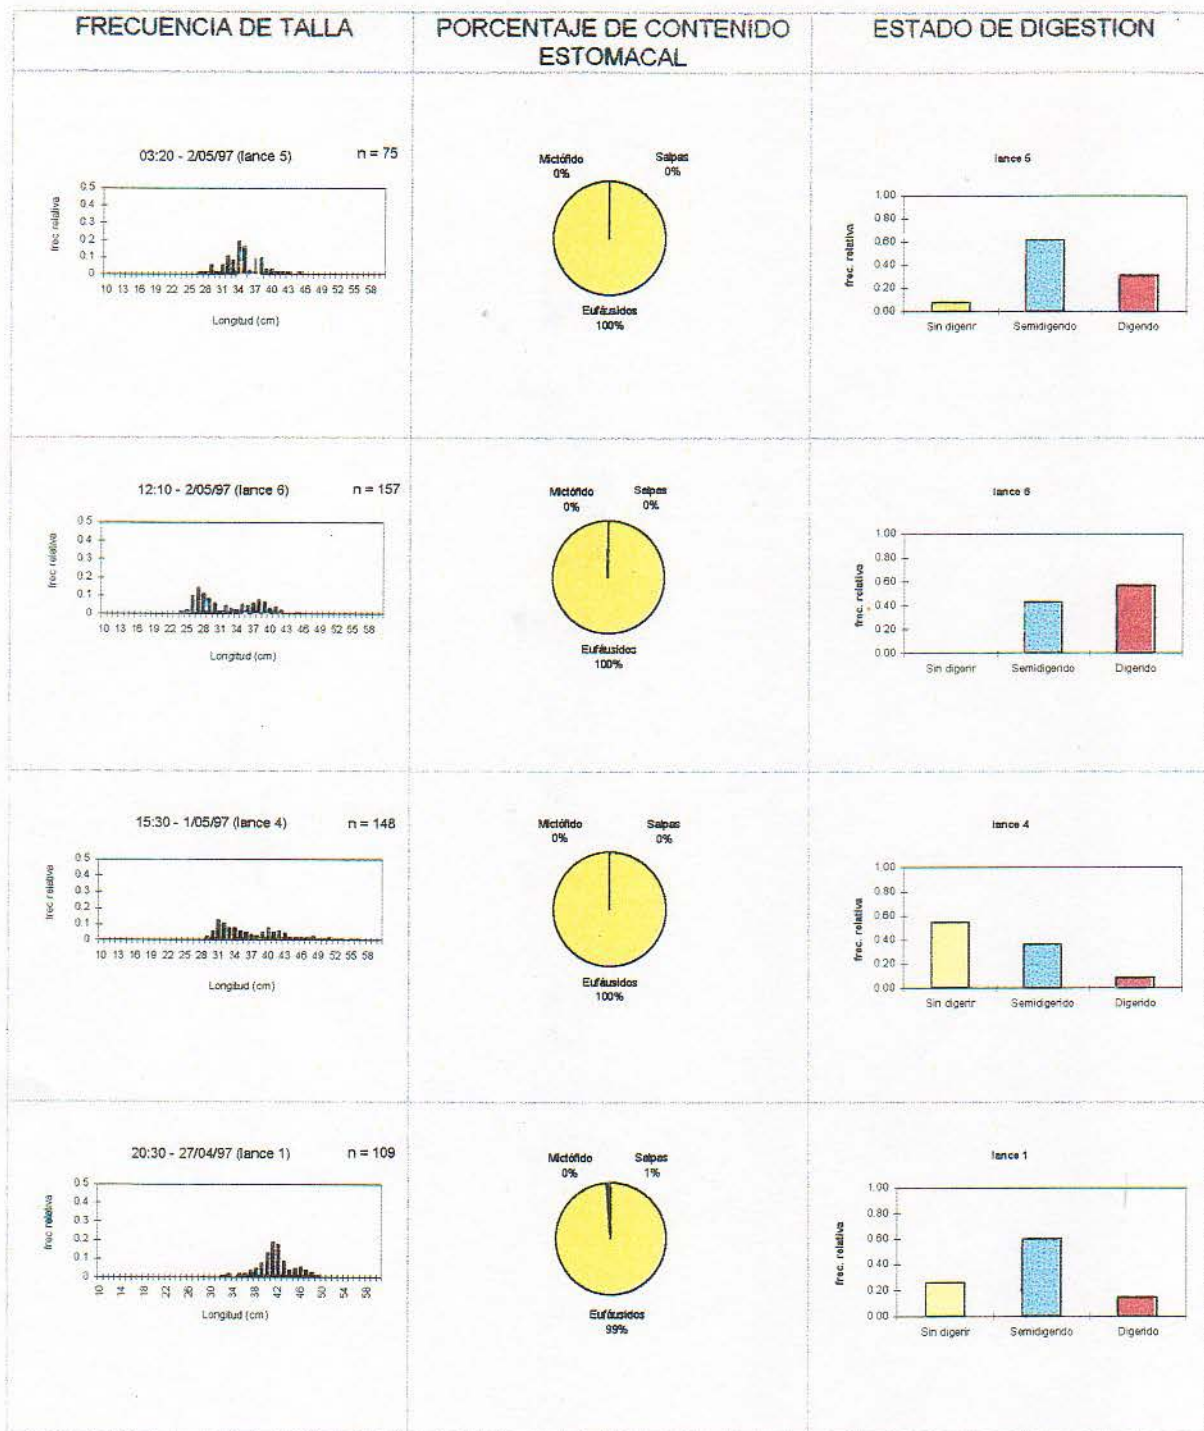 FRECUENCIA DE TALLA
PORCENTAJE DE CONTENIDO
ESTOMACAL
ESTADO DE DIGESTION
03:20 - 2/05/97 (lance 5)
n = 75
0.5
0.4
0.3
0.2
0.1
0
frec relativa
10 13 16 19 22 25 28 31 34 37 40 43 46 49 52 55 58
Longitud (cm)
Mictófido
0%
Salpas
0%
Eufáusidos
100%
lance 5
1.00
0.80
0.60
0.40
0.20
0.00
frec. relativa
Sin digerir
Semidigerido
Digerido
12:10 - 2/05/97 (lance 6)
n = 157
0.5
0.4
0.3
0.2
0.1
0
frec relativa
10 13 16 19 22 25 28 31 34 37 40 43 46 49 52 55 58
Longitud (cm)
Mictófido
0%
Salpas
0%
Eufáusidos
100%
lance 6
1.00
0.80
0.60
0.40
0.20
0.00
frec. relativa
Sin digerir
Semidigerido
Digerido
15:30 - 1/05/97 (lance 4)
n = 148
0.5
0.4
0.3
0.2
0.1
0
frec relativa
10 13 16 19 22 25 28 31 34 37 40 43 46 49 52 55 58
Longitud (cm)
Mictófido
0%
Salpas
0%
Eufáusidos
100%
lance 4
1.00
0.80
0.60
0.40
0.20
0.00
frec. relativa
Sin digerir
Semidigerido
Digerido
20:30 - 27/04/97 (lance 1)
n = 109
0.5
0.4
0.3
0.2
0.1
0
frec relativa
10 14 18 22 26 30 34 38 42 46 50 54 58
Longitud (cm)
Mictófido
0%
Salpas
1%
Eufáusidos
99%
lance 1
1.00
0.80
0.60
0.40
0.20
0.00
frec. relativa
Sin digerir
Semidigerido
Digerido